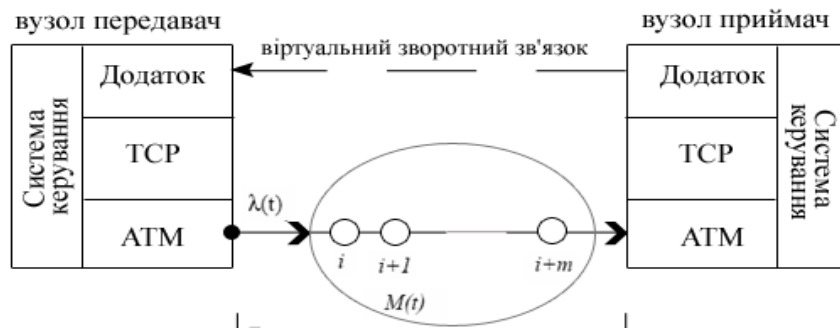 вузол передавач
вузол приймач
віртуальний зворотний зв'язок
Система керування
Додаток
TCP
ATM
λ(t)
i
i+1
i+m
M(t)
Додаток
TCP
ATM
Система керування